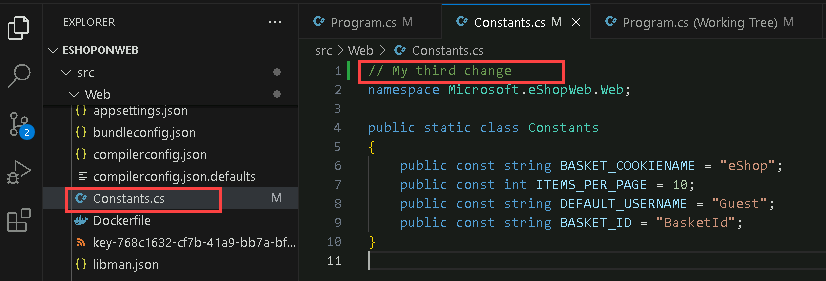 EXPLORER
ESHOPONWEB
src
Web
appsettings.json
bundleconfig.json
compilerconfig.json
compilerconfig.json.defaults
Constants.cs M
Dockerfile
key-768c1632-cf7b-41a9-bb7a-bf...
libman.json
2
Program.cs M
Constants.cs M
Program.cs (Working Tree) M
src > Web > Constants.cs
1 // My third change
2 namespace Microsoft.eShopWeb.Web;
3
4 public static class Constants
5 {
6 public const string BASKET_COOKIENAME = "eShop";
7 public const int ITEMS_PER_PAGE = 10;
8 public const string DEFAULT_USERNAME = "Guest";
9 public const string BASKET_ID = "BasketId";
10 }
11